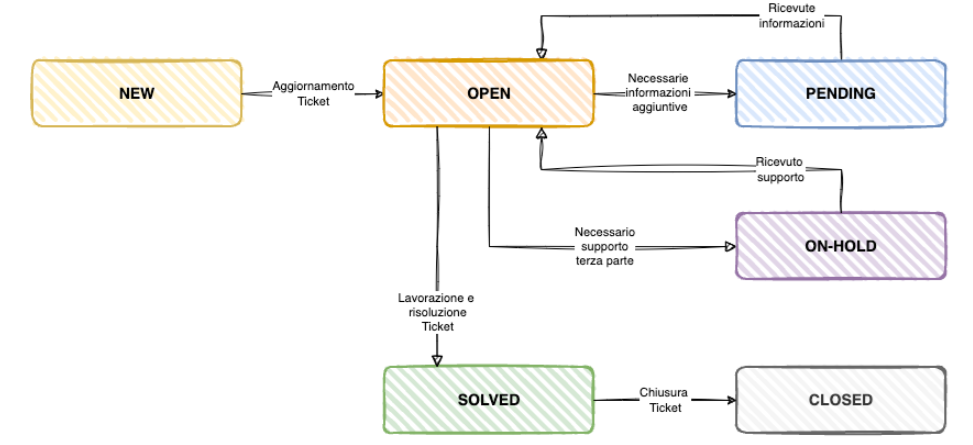 Ricevute
informazioni
NEW
Aggiornamento
Ticket
OPEN
Necessarie
informazioni
aggiuntive
PENDING
Ricevuto
supporto
Necessario
supporto
terza parte
ON-HOLD
Lavorazione e
risoluzione
Ticket
SOLVED
Chiusura
Ticket
CLOSED